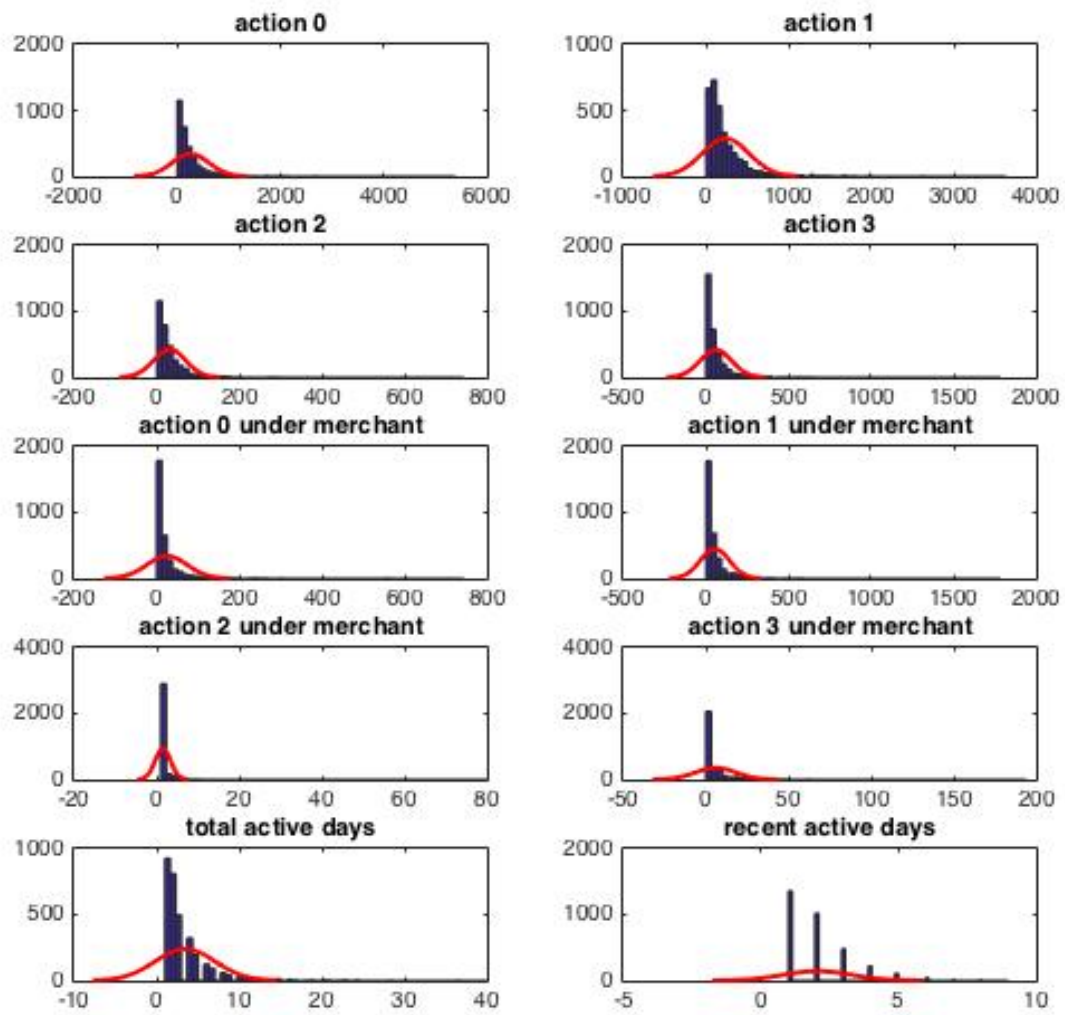 action 0
2000
1000
0
-2000 0 2000 4000 6000
action 1
1000
500
0
-1000 0 1000 2000 3000 4000
action 2
2000
1000
0
-200 0 200 400 600 800
action 3
2000
1000
0
-500 0 500 1000 1500 2000
action 0 under merchant
2000
1000
0
-200 0 200 400 600 800
action 1 under merchant
2000
1000
0
-500 0 500 1000 1500 2000
action 2 under merchant
4000
2000
0
-20 0 20 40 60 80
action 3 under merchant
4000
2000
0
-50 0 50 100 150 200
total active days
1000
500
0
-10 0 10 20 30 40
recent active days
2000
1000
0
-5 0 5 10